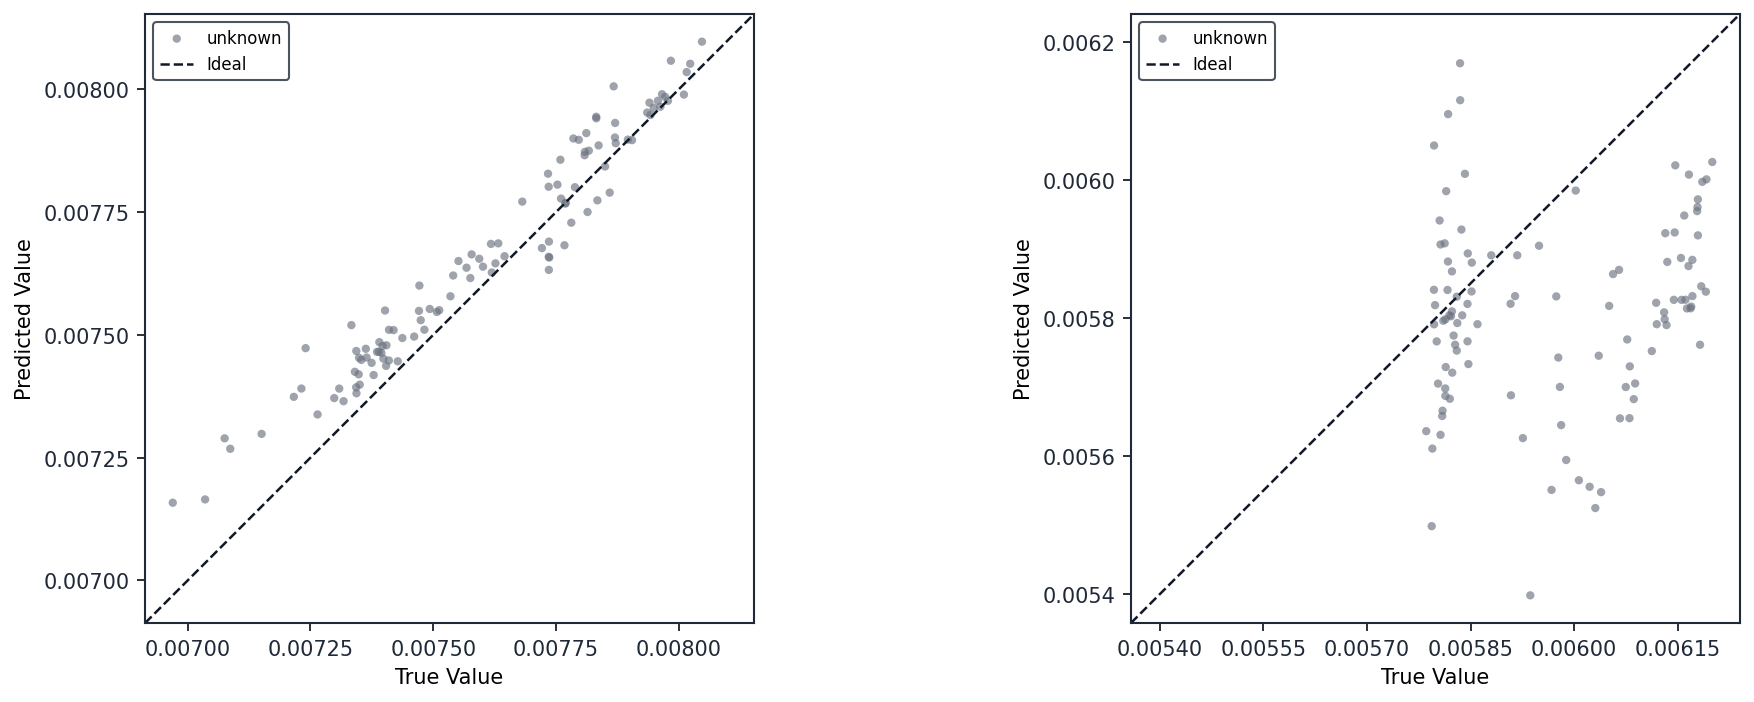 unknown
Ideal
0.00800
0.00775
0.00750
0.00725
0.00700
Predicted Value
0.00700 0.00725 0.00750 0.00775 0.00800
True Value
unknown
Ideal
0.0062
0.0060
0.0058
0.0056
0.0054
Predicted Value
0.00540 0.00555 0.00570 0.00585 0.00600 0.00615
True Value